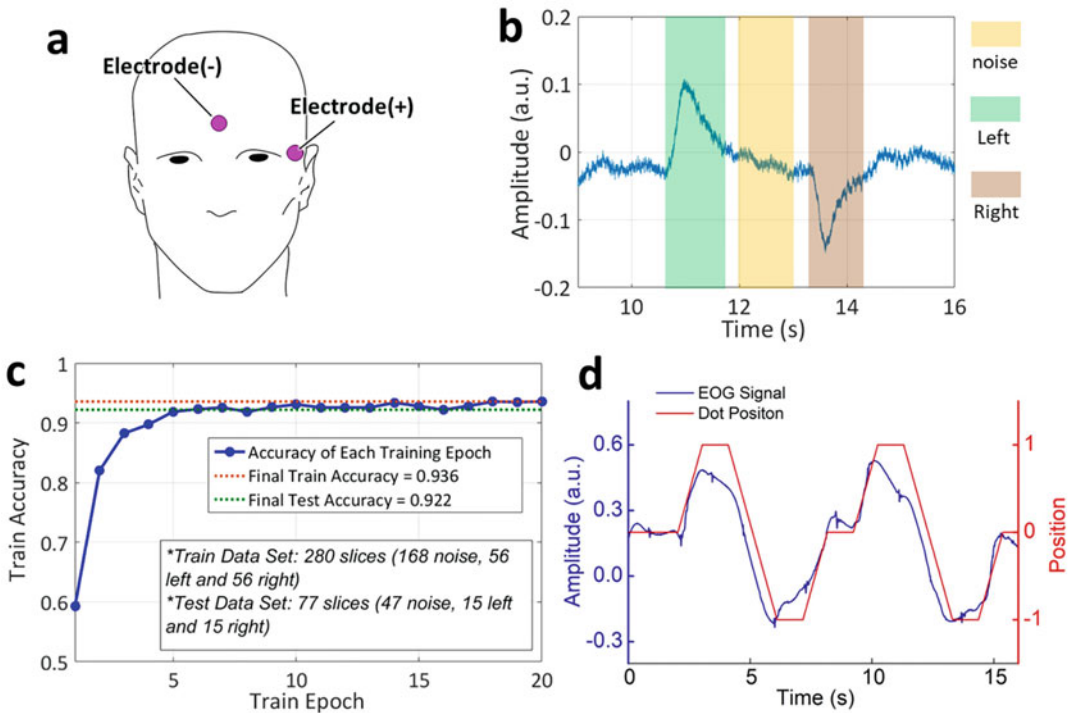 a
Electrode(-)
Electrode(+)
b
Amplitude (a.u.)
0.2
0.1
0
-0.1
-0.2
10
12
14
16
Time (s)
noise
Left
Right
c
Train Accuracy
1
0.9
0.8
0.7
0.6
0.5
5
10
15
20
Train Epoch
Accuracy of Each Training Epoch
Final Train Accuracy = 0.936
Final Test Accuracy = 0.922
*Train Data Set: 280 slices (168 noise, 56
left and 56 right)
*Test Data Set: 77 slices (47 noise, 15 left
and 15 right)
d
EOG Signal
Dot Positon
Amplitude (a.u.)
0.6
0.3
0.0
-0.3
0
5
10
15
Time (s)
1
0
-1
Position